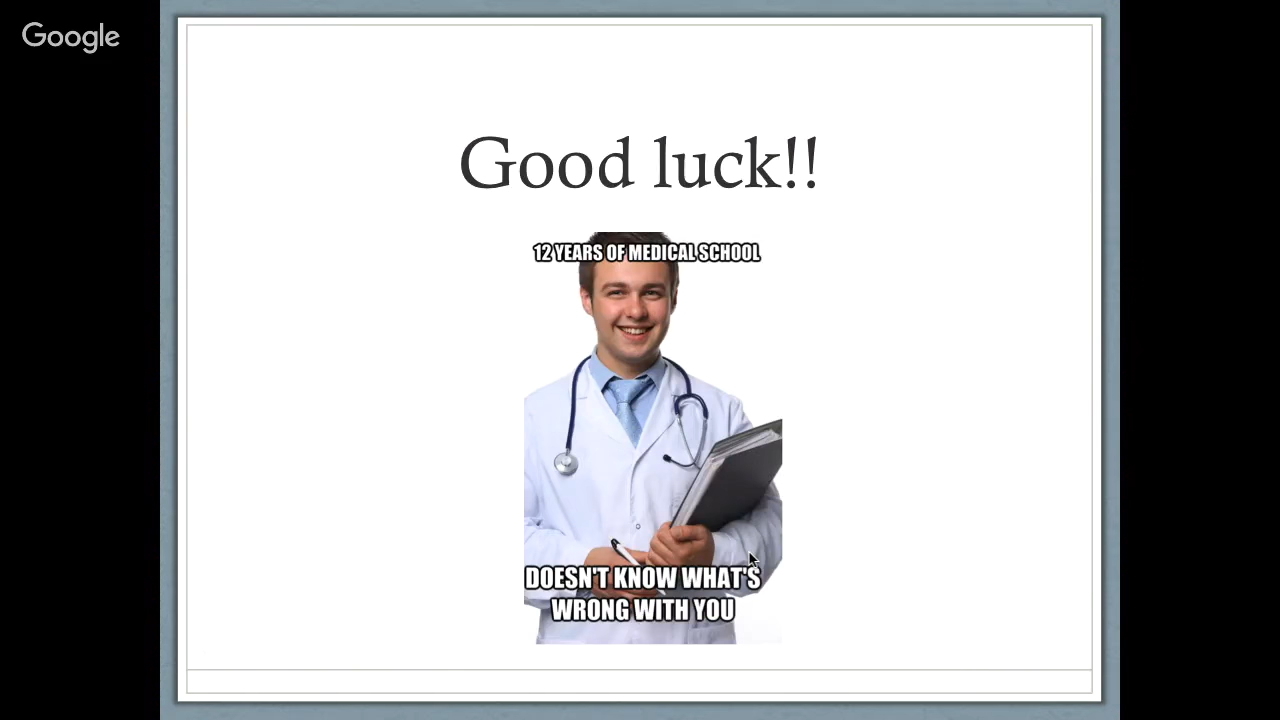 Google
Good luck!!
12 YEARS OF MEDICAL SCHOOL
DOESN'T KNOW WHAT'S
WRONG WITH YOU